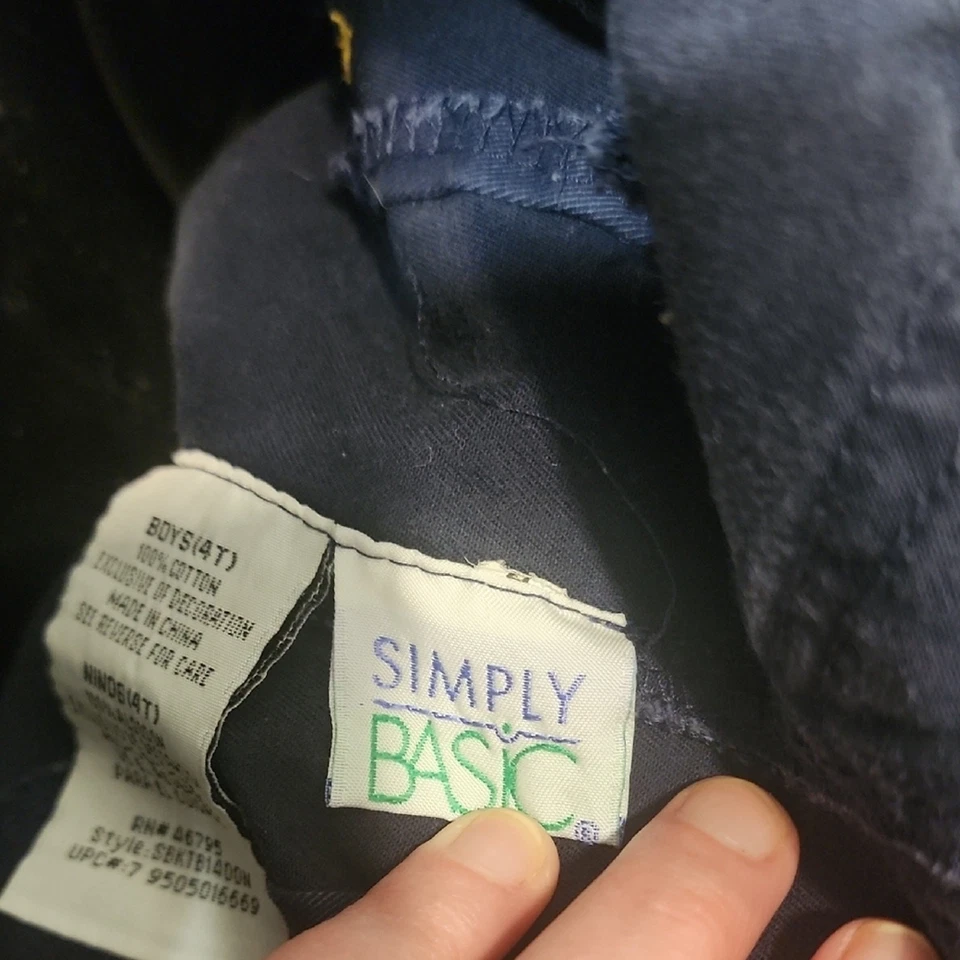 BOYS(4T)
100% COTTON
EXCLUSIVE OF DECORATION
MADE IN CHINA
SEE REVERSE FOR CARE
NINOS(4T)
RN# A6795
Style:SBKTB1400N
UPC#:7 9505016669
SIMPLY
BASIC
®